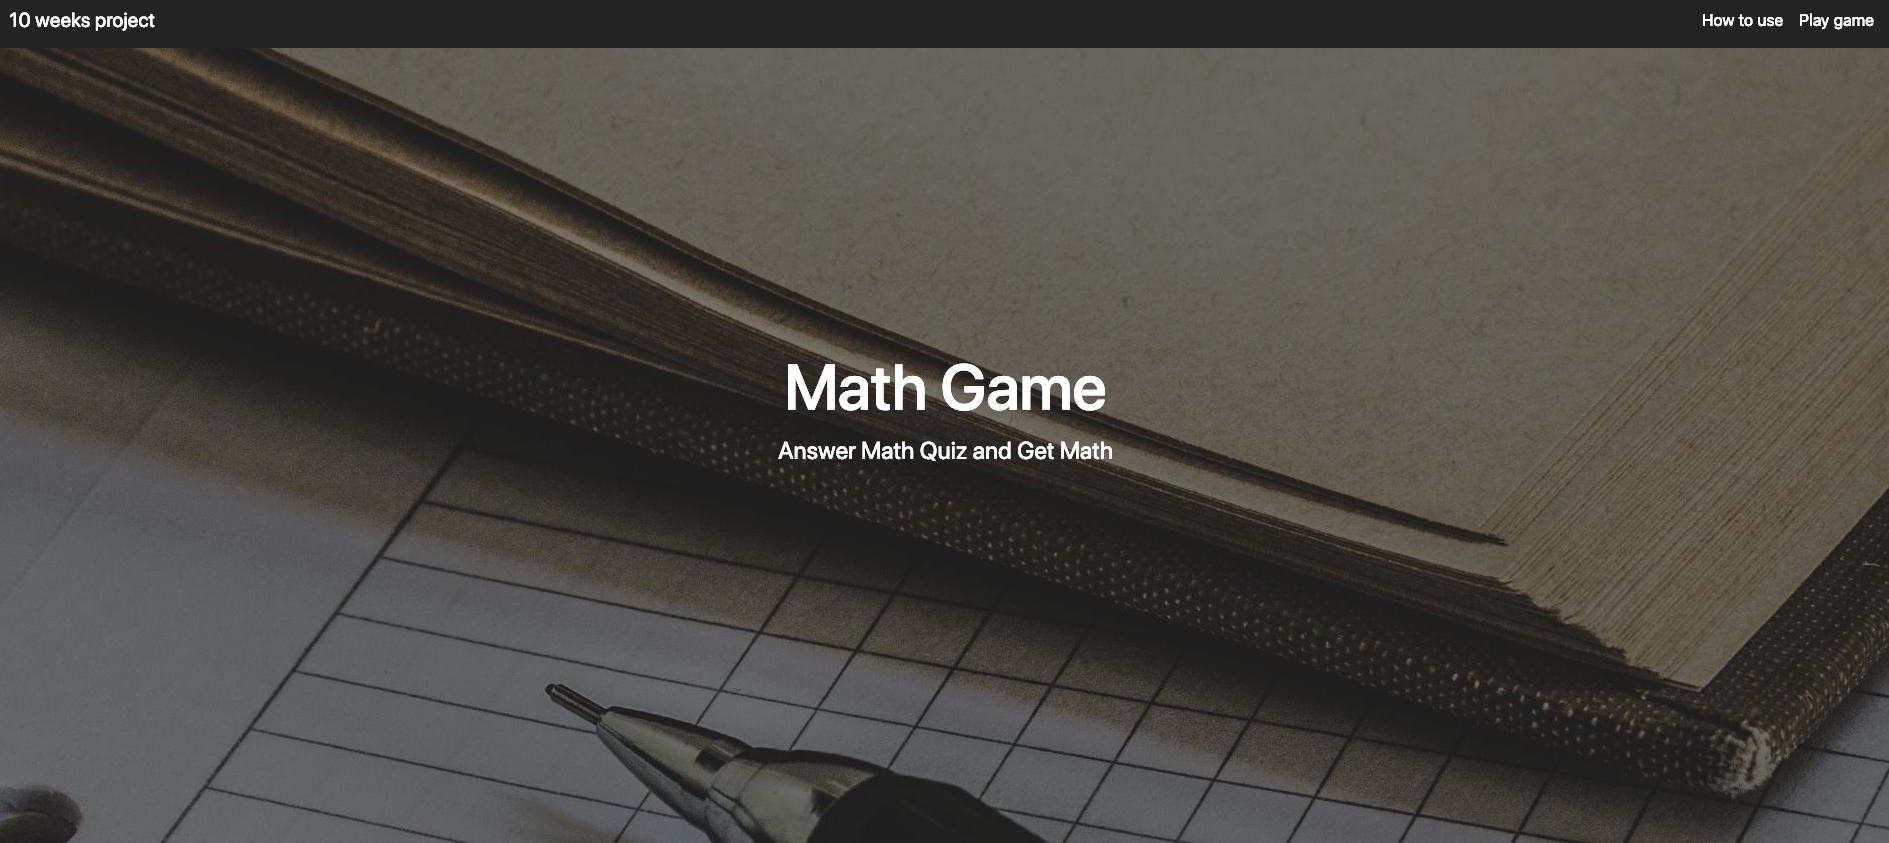 10 weeks project
How to use
Play game
Math Game
Answer Math Quiz and Get Math